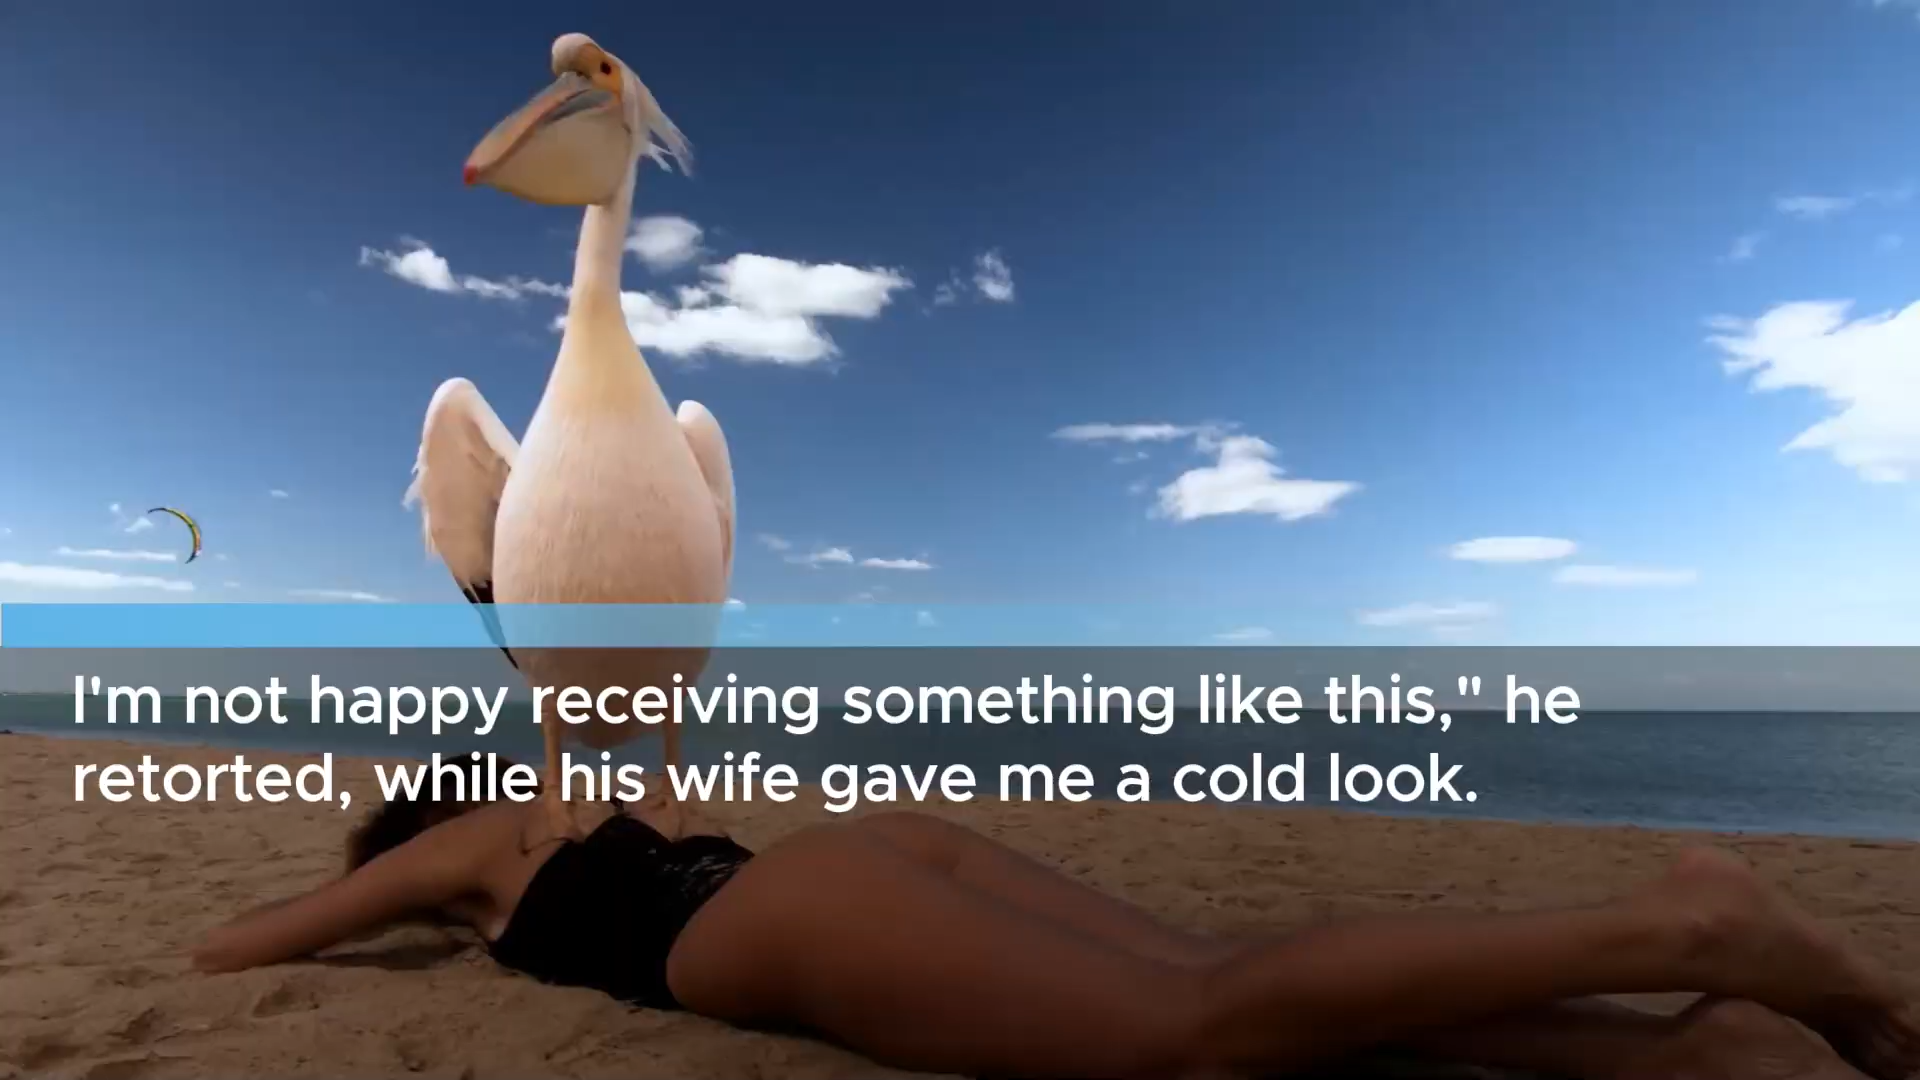 I'm not happy receiving something like this," he
retorted, while his wife gave me a cold look.